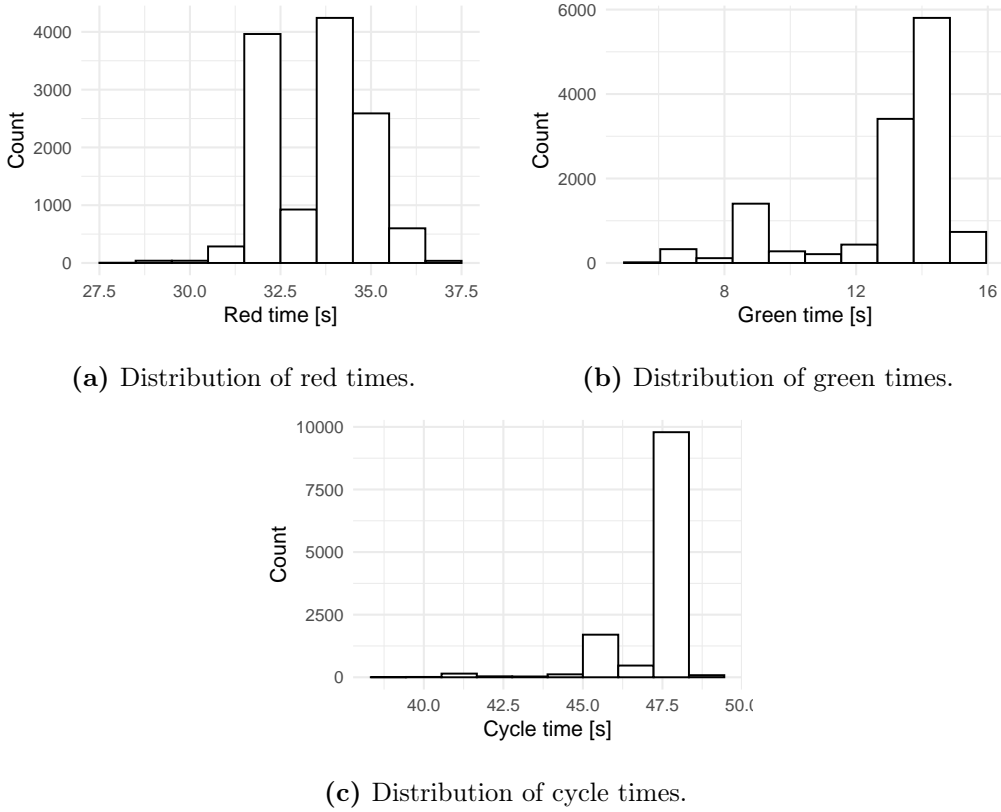 4000
3000
2000
1000
0
Count
27.5 30.0 32.5 35.0 37.5
Red time [s]
6000
4000
2000
0
Count
8 12 16
Green time [s]
(a) Distribution of red times.
(b) Distribution of green times.
10000
7500
5000
2500
0
Count
40.0 42.5 45.0 47.5 50.0
Cycle time [s]
(c) Distribution of cycle times.